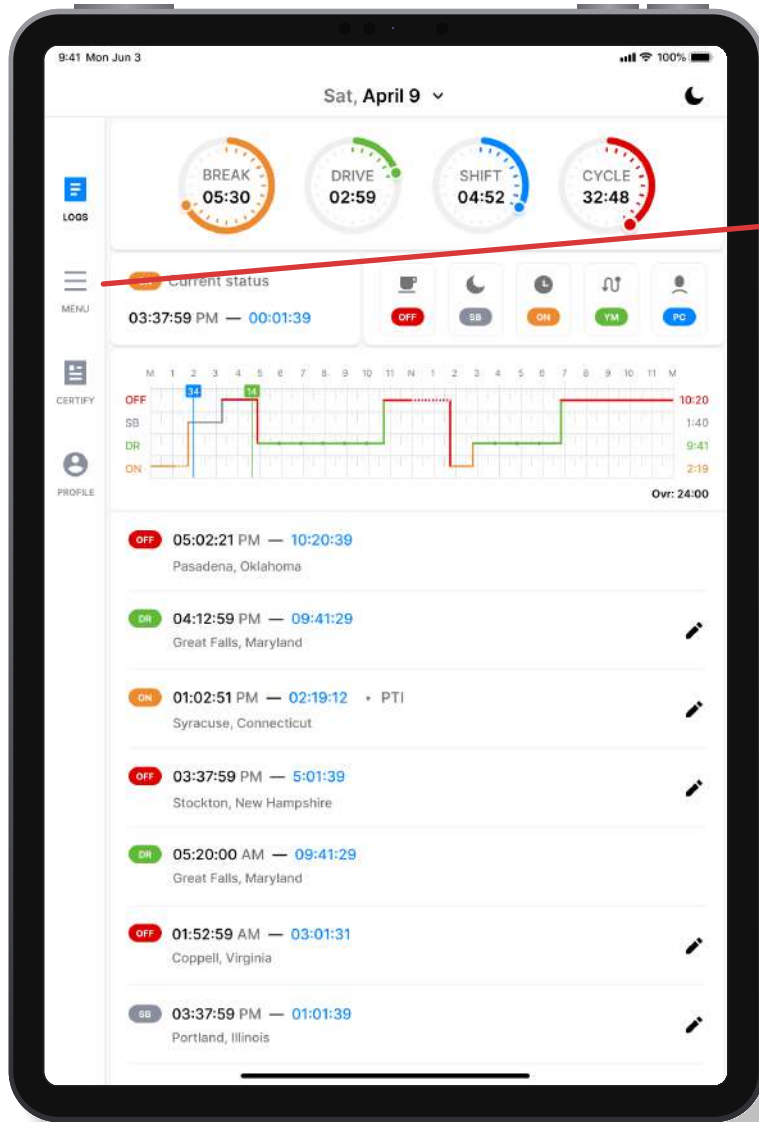 9:41 Mon Jun 3
100%
Sat, April 9
LOGS
MENU
CERTIFY
PROFILE
BREAK
05:30
DRIVE
02:59
SHIFT
04:52
CYCLE
32:48
ON Current status
03:37:59 PM — 00:01:39
OFF
SB
ON
YM
PC
M 1 2 3 4 5 6 7 8 9 10 11 N 1 2 3 4 5 6 7 8 9 10 11 M
34 14
OFF 10:20
SB 1:40
DR 9:41
ON 2:19
Ovr: 24:00
OFF 05:02:21 PM — 10:20:39
Pasadena, Oklahoma
DR 04:12:59 PM — 09:41:29
Great Falls, Maryland
ON 01:02:51 PM — 02:19:12 • PTI
Syracuse, Connecticut
OFF 03:37:59 PM — 5:01:39
Stockton, New Hampshire
DR 05:20:00 AM — 09:41:29
Great Falls, Maryland
OFF 01:52:59 AM — 03:01:31
Coppell, Virginia
SB 03:37:59 PM — 01:01:39
Portland, Illinois